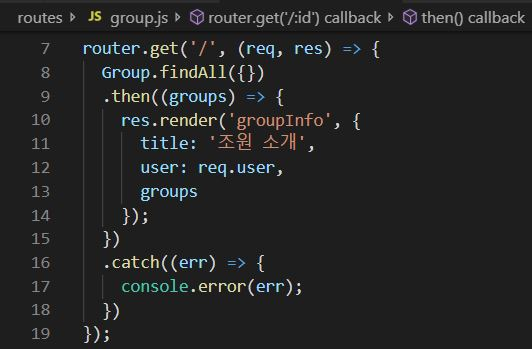 routes > JS group.js > router.get('/:id') callback > then() callback
7 router.get('/', (req, res) => {
8 Group.findAll({})
9 .then((groups) => {
10 res.render('groupInfo', {
11 title: '조원 소개',
12 user: req.user,
13 groups
14 });
15 })
16 .catch((err) => {
17 console.error(err);
18 })
19 });